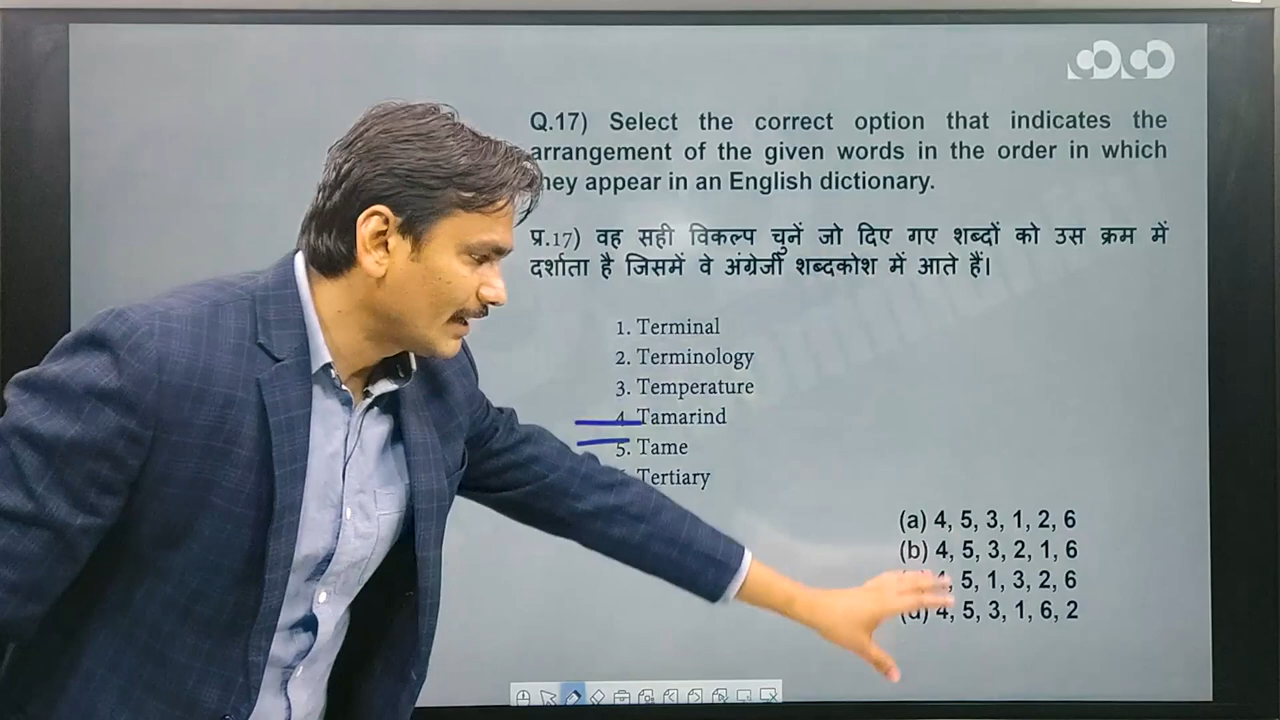 Q.17) Select the correct option that indicates the
arrangement of the given words in the order in which
hey appear in an English dictionary.
प्र.17) वह सही विकल्प चुनें जो दिए गए शब्दों को उस क्रम में
दर्शाता है जिसमें वे अंग्रेजी शब्दकोश में आते हैं।
1. Terminal
2. Terminology
3. Temperature
4. Tamarind
5. Tame
Tertiary
(a) 4, 5, 3, 1, 2, 6
(b) 4, 5, 3, 2, 1, 6
4, 5, 1, 3, 2, 6
(d) 4, 5, 3, 1, 6, 2